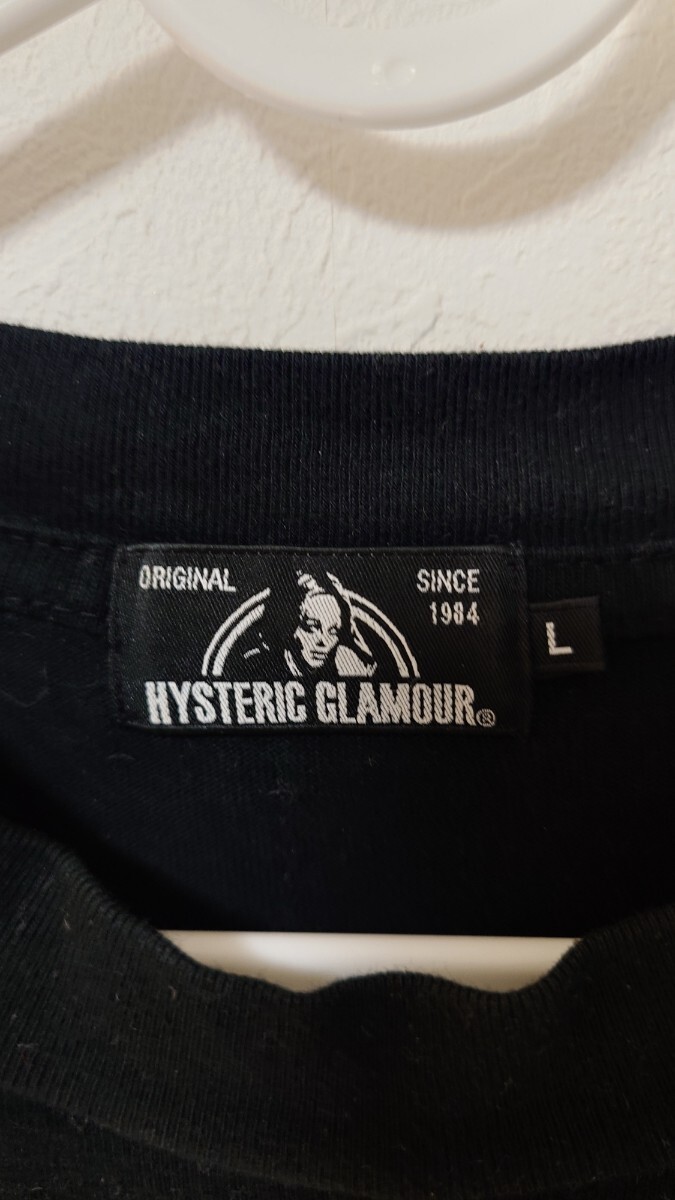 ORIGINAL
SINCE
1984
HYSTERIC GLAMOUR®
L